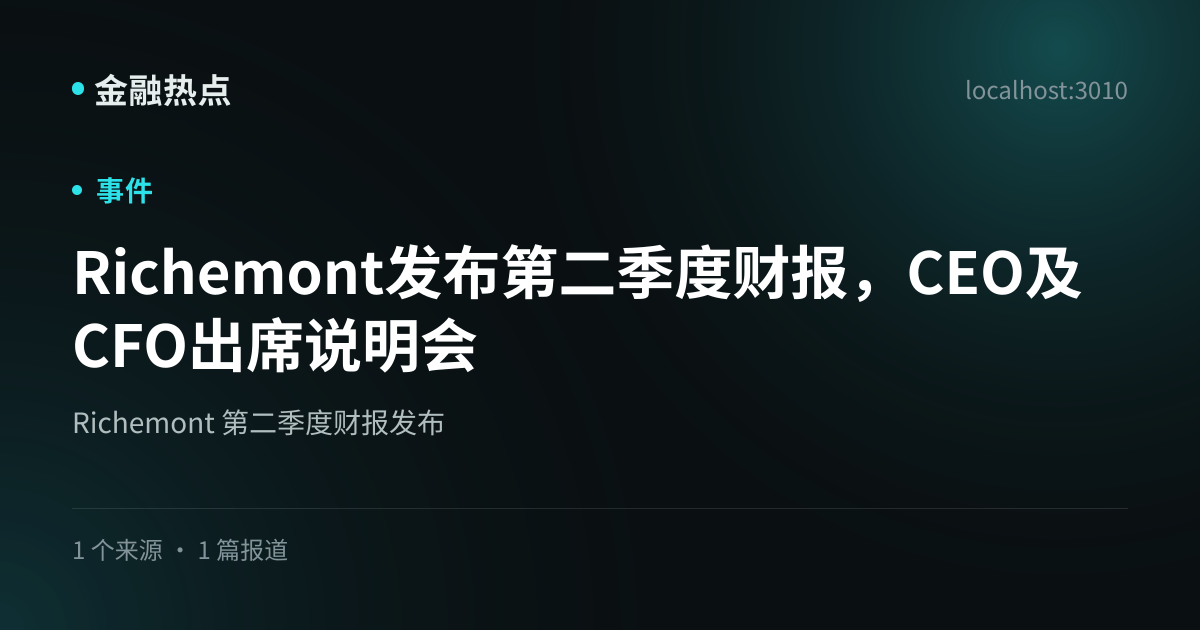 金融热点
localhost:3010
事件
Richemont发布第二季度财报，CEO及
CFO出席说明会
Richemont 第二季度财报发布
1 个来源 · 1 篇报道